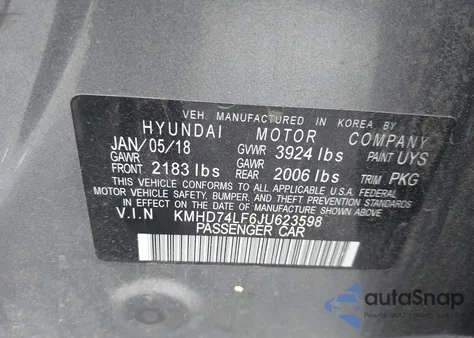 VEH. MANUFACTURED IN KOREA BY
HYUNDAI MOTOR COMPANY
JAN/05/18 GVWR 3924 lbs PAINT UYS
GAWR FRONT 2183 lbs GAWR REAR 2006 lbs TRIM PKG
THIS VEHICLE CONFORMS TO ALL APPLICABLE U.S.A. FEDERAL
MOTOR VEHICLE SAFETY, BUMPER, AND THEFT PREVENTION STANDARDS
IN EFFECT ON THE DATE OF MANUFACTURE SHOWN ABOVE.
V.I.N KMHD74LF6JU623598
PASSENGER CAR
autoSnap